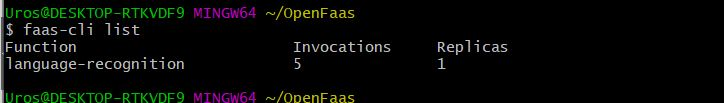 Uros@DESKTOP-RTKVDF9 MINGW64 ~/OpenFaas
$ faas-cli list
Function Invocations Replicas
language-recognition 5 1
Uros@DESKTOP-RTKVDF9 MINGW64 ~/OpenFaas